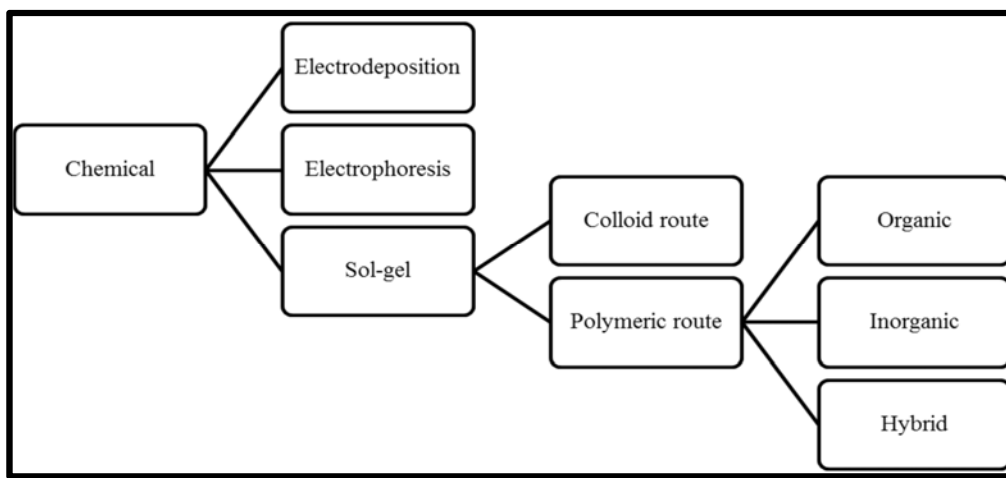 Chemical
Electrodeposition
Electrophoresis
Sol-gel
Colloid route
Polymeric route
Organic
Inorganic
Hybrid